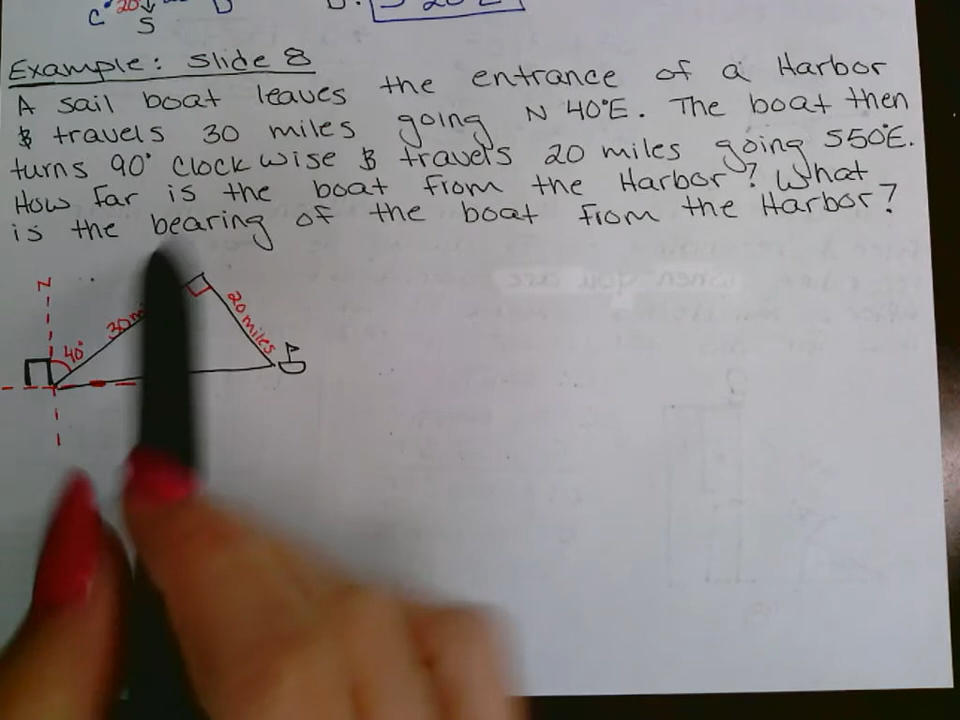 C 20
S
Example: Slide 8
A sail boat leaves the entrance of a Harbor
& travels 30 miles going N 40°E. The boat then
turns 90° Clockwise & travels 20 miles going S50°E.
How far is the boat from the Harbor? What
is the bearing of the boat from the Harbor?
N
40°
30m
20 miles